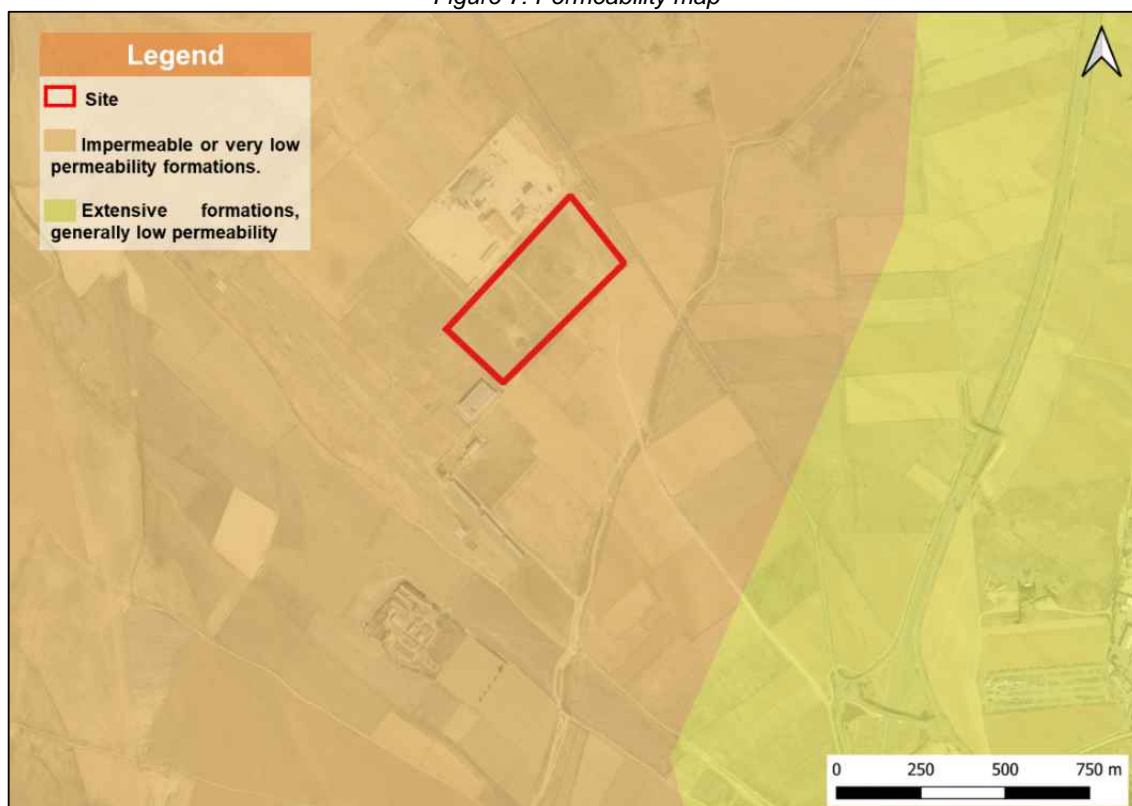 Figure 7. Permeability map
Legend
Site
Impermeable or very low
permeability formations.
Extensive formations,
generally low permeability
0 250 500 750 m